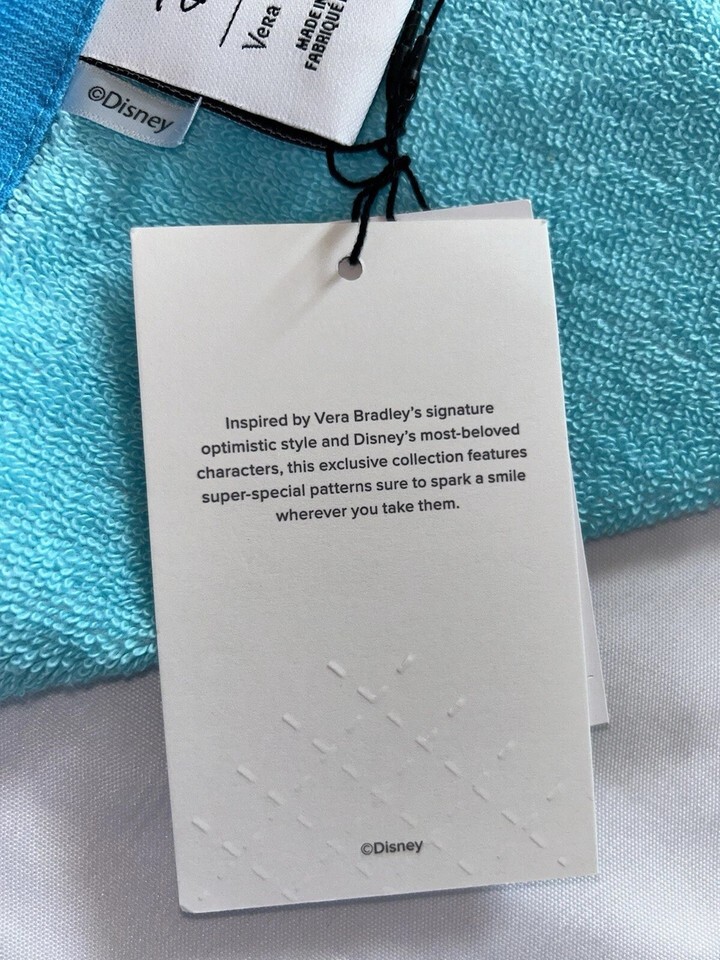 Vera
MADE IN
FABRIQUÉ
©Disney
Inspired by Vera Bradley's signature
optimistic style and Disney's most-beloved
characters, this exclusive collection features
super-special patterns sure to spark a smile
wherever you take them.
©Disney